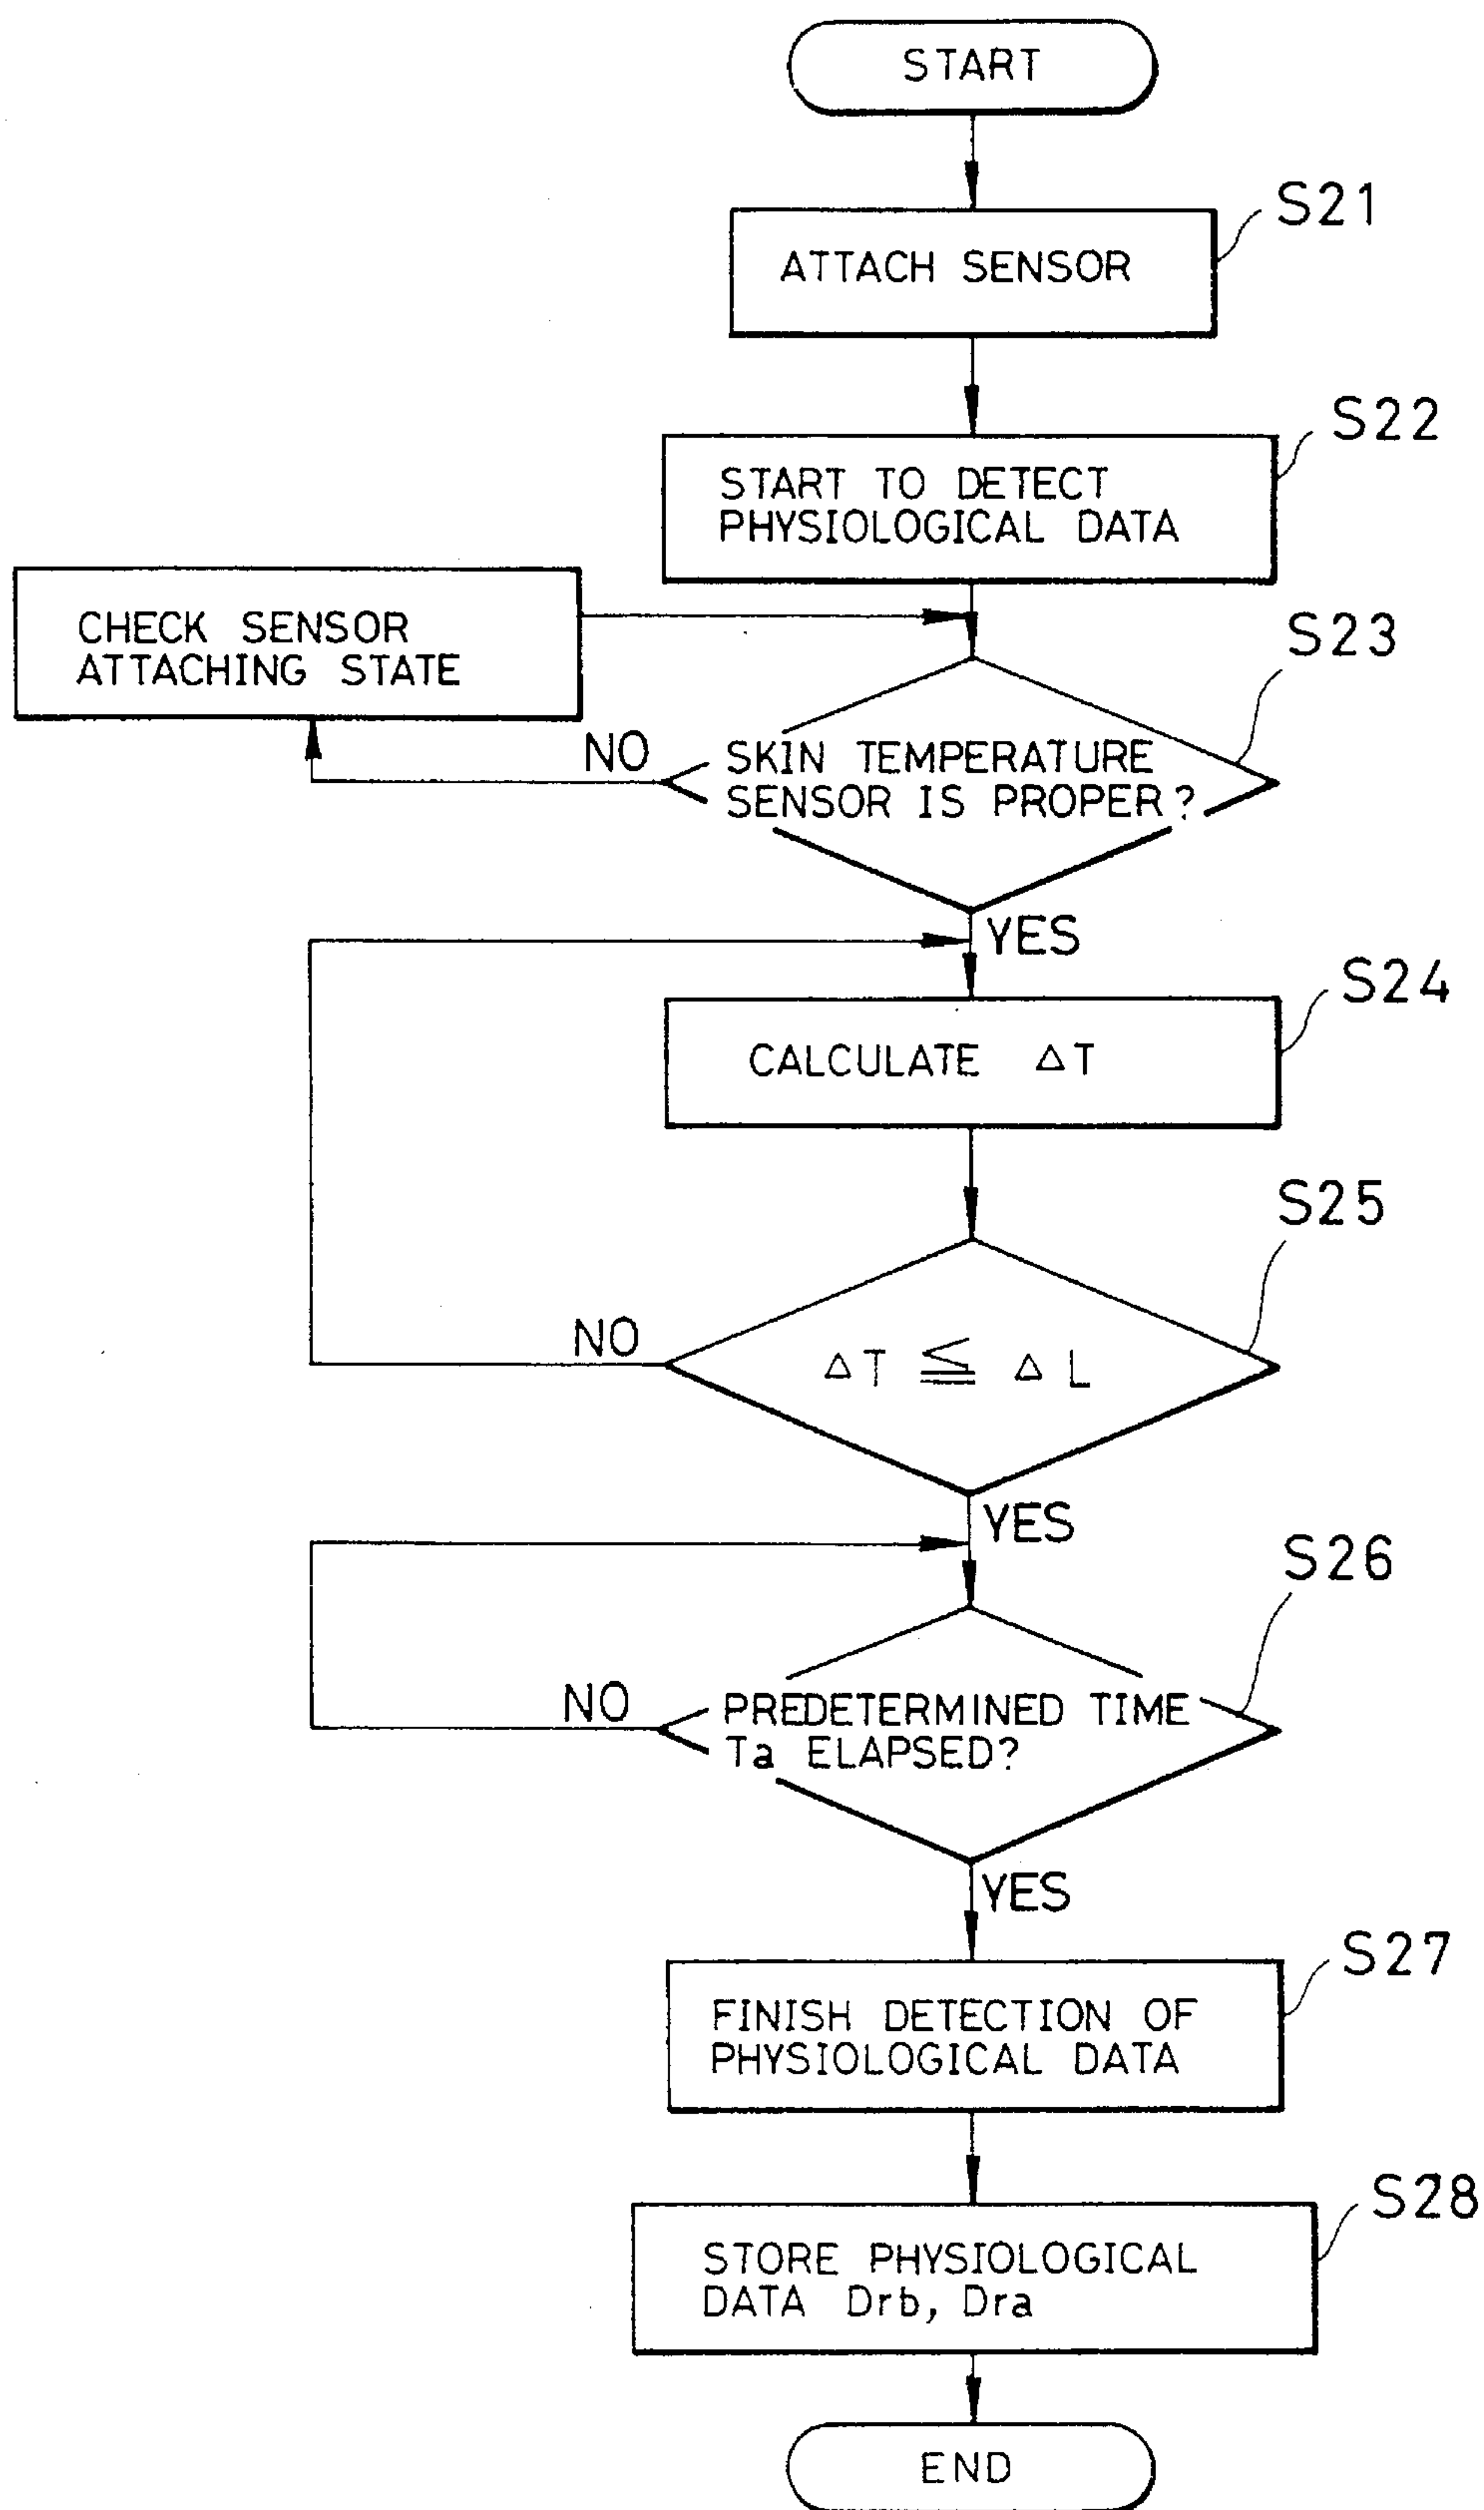 START
S21
ATTACH SENSOR
S22
START TO DETECT
PHYSIOLOGICAL DATA
CHECK SENSOR
ATTACHING STATE
S23
NO
SKIN TEMPERATURE
SENSOR IS PROPER?
YES
S24
CALCULATE ΔT
S25
NO
ΔT ≦ ΔL
YES
S26
NO
PREDETERMINED TIME
Ta ELAPSED?
YES
S27
FINISH DETECTION OF
PHYSIOLOGICAL DATA
S28
STORE PHYSIOLOGICAL
DATA Drb, Dra
END